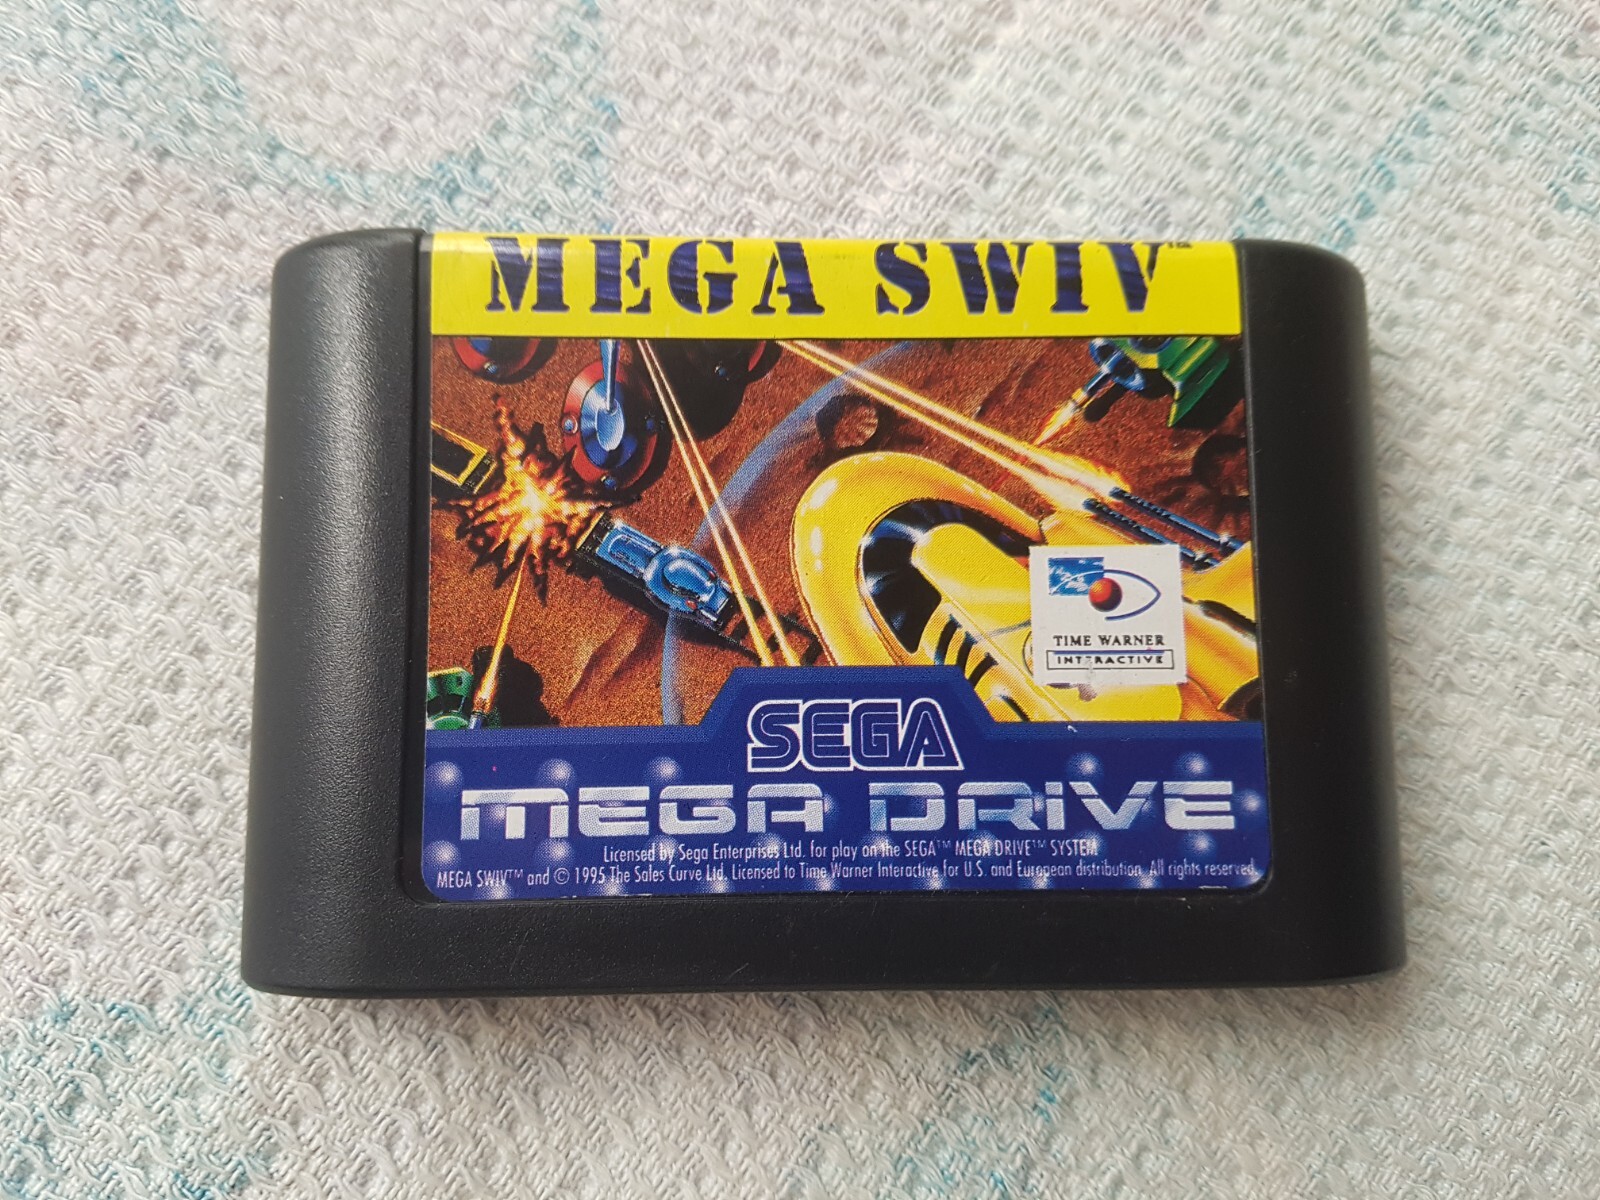 MEGA SWIV™
TIME WARNER
INTERACTIVE
SEGA
MEGA DRIVE
Licensed by Sega Enterprises Ltd. for play on the SEGA™ MEGA DRIVE™ SYSTEM
MEGA SWIV™ and © 1995 The Sales Curve Ltd. Licensed to Time Warner Interactive for U.S. and European distribution. All rights reserved.